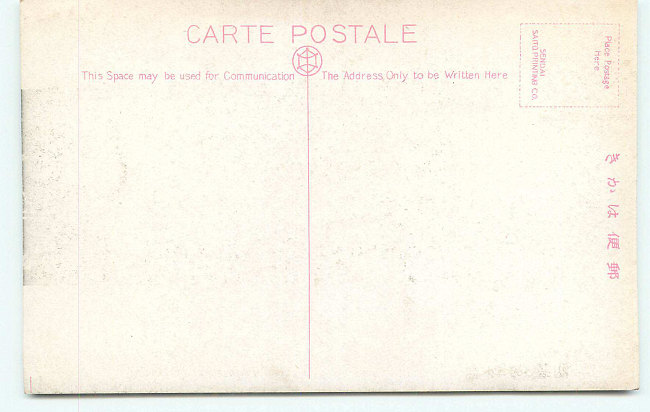 CARTE POSTALE
This Space may be used for Communication
The Address Only to be Written Here
Place Postage
Here
SENDAI
SAITO PRINTING CO.
きかは便郵